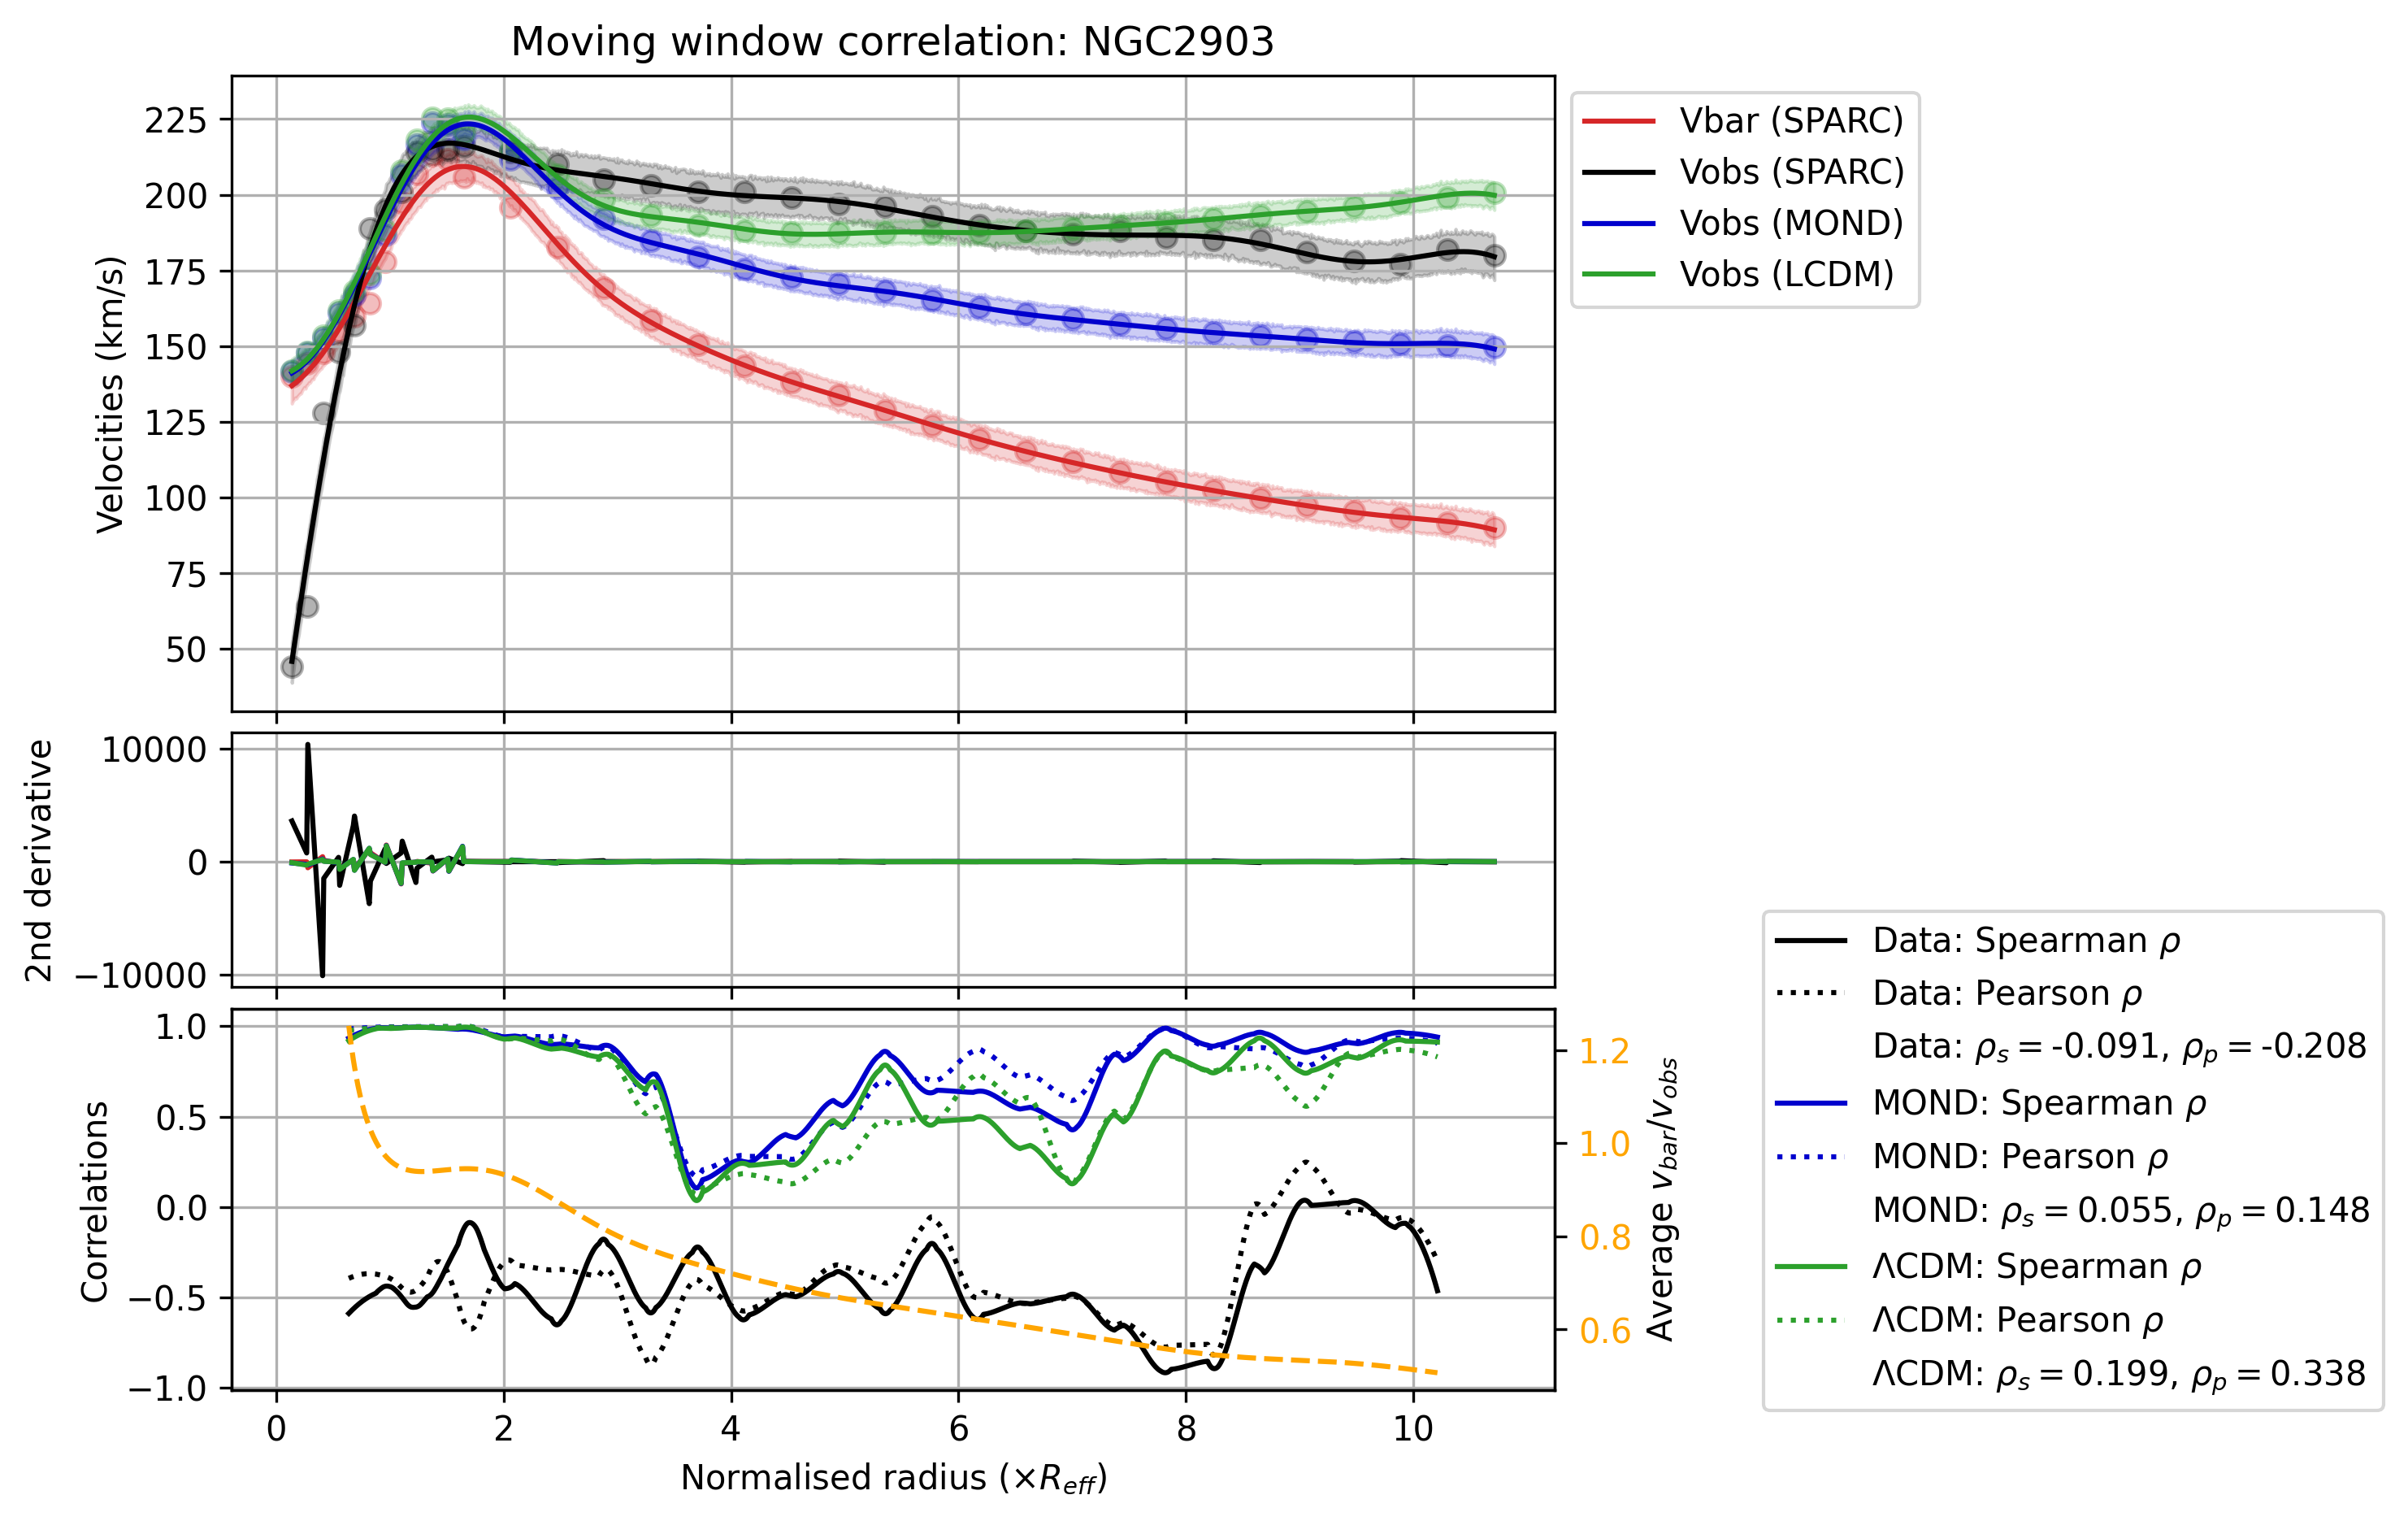 Moving window correlation: NGC2903
225
200
175
150
125
100
75
50
Velocities (km/s)
Vbar (SPARC)
Vobs (SPARC)
Vobs (MOND)
Vobs (LCDM)
10000
0
−10000
2nd derivative
1.0
0.5
0.0
−0.5
−1.0
Correlations
1.2
1.0
0.8
0.6
Average v_bar/v_obs
0 2 4 6 8 10
Normalised radius (×R_eff)
Data: Spearman ρ
Data: Pearson ρ
Data: ρ_s = -0.091, ρ_p = -0.208
MOND: Spearman ρ
MOND: Pearson ρ
MOND: ρ_s = 0.055, ρ_p = 0.148
ΛCDM: Spearman ρ
ΛCDM: Pearson ρ
ΛCDM: ρ_s = 0.199, ρ_p = 0.338